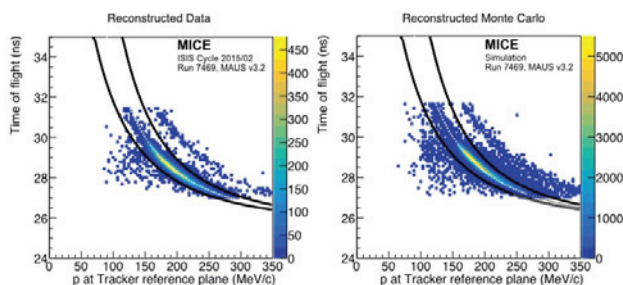 Reconstructed Data
Time of flight (ns)
34
32
30
28
26
24
MICE
ISIS Cycle 2015/02
Run 7469, MAUS v3.2
450
400
350
300
250
200
150
100
50
0
0 50 100 150 200 250 300 350
p at Tracker reference plane (MeV/c)
Reconstructed Monte Carlo
Time of flight (ns)
34
32
30
28
26
24
MICE
Simulation
Run 7469, MAUS v3.2
5000
4000
3000
2000
1000
0
0 50 100 150 200 250 300 350
p at Tracker reference plane (MeV/c)